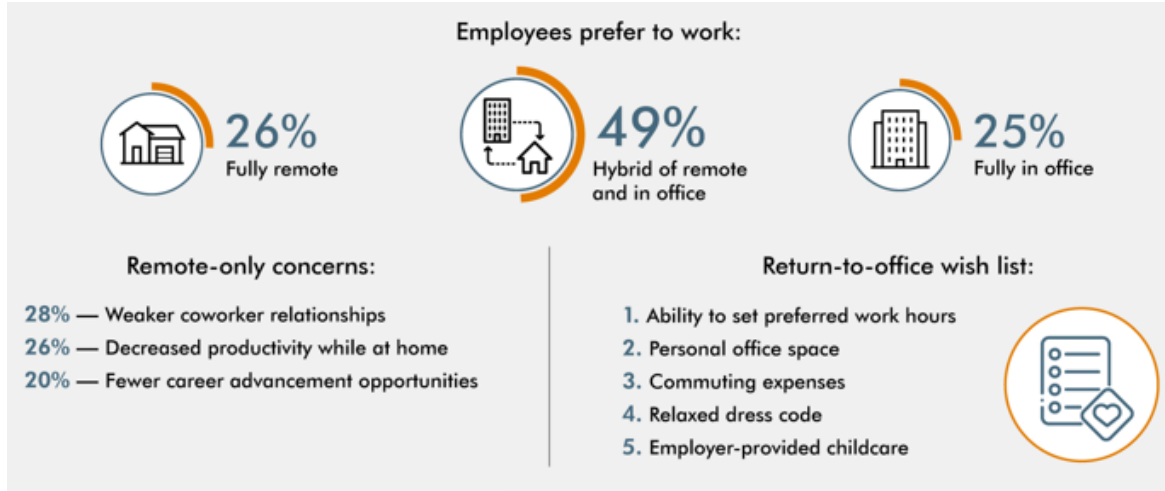 Employees prefer to work:
26%
Fully remote
49%
Hybrid of remote
and in office
25%
Fully in office
Remote-only concerns:
28% — Weaker coworker relationships
26% — Decreased productivity while at home
20% — Fewer career advancement opportunities
Return-to-office wish list:
1. Ability to set preferred work hours
2. Personal office space
3. Commuting expenses
4. Relaxed dress code
5. Employer-provided childcare